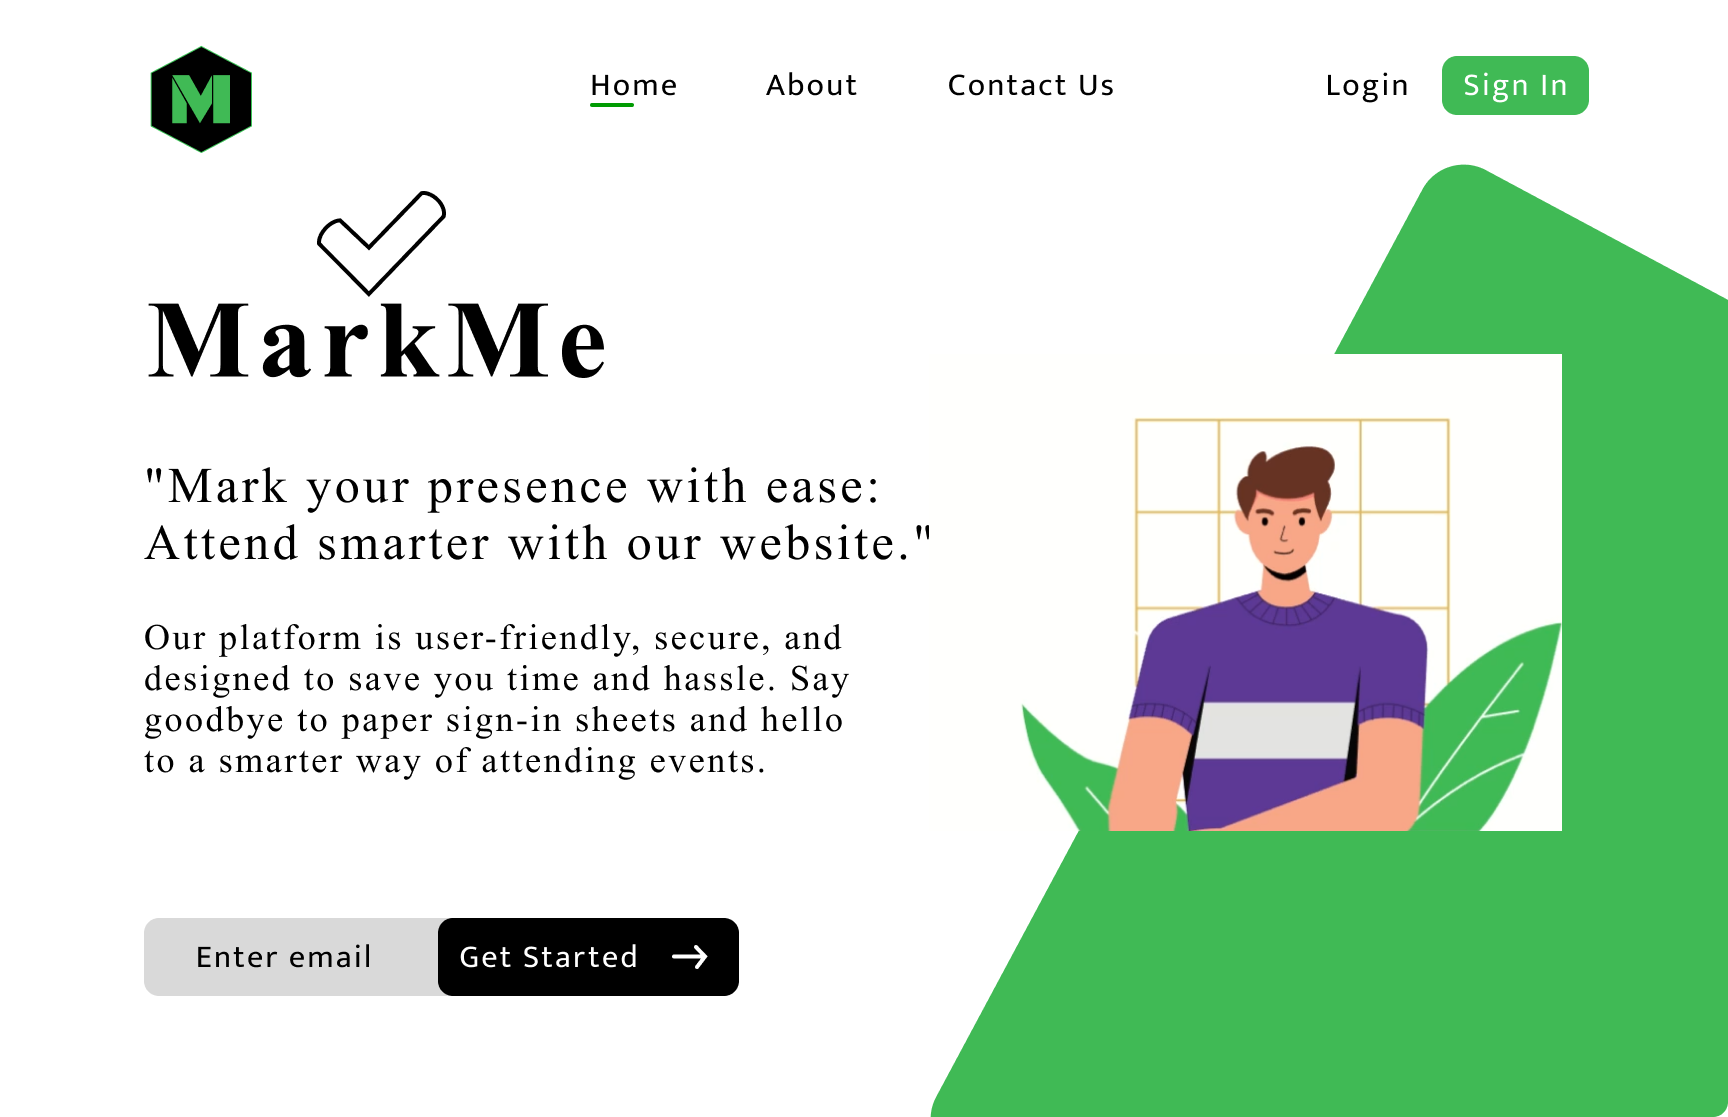 M
Home About Contact Us Login Sign In
MarkMe
"Mark your presence with ease:
Attend smarter with our website."
Our platform is user-friendly, secure, and
designed to save you time and hassle. Say
goodbye to paper sign-in sheets and hello
to a smarter way of attending events.
Enter email Get Started